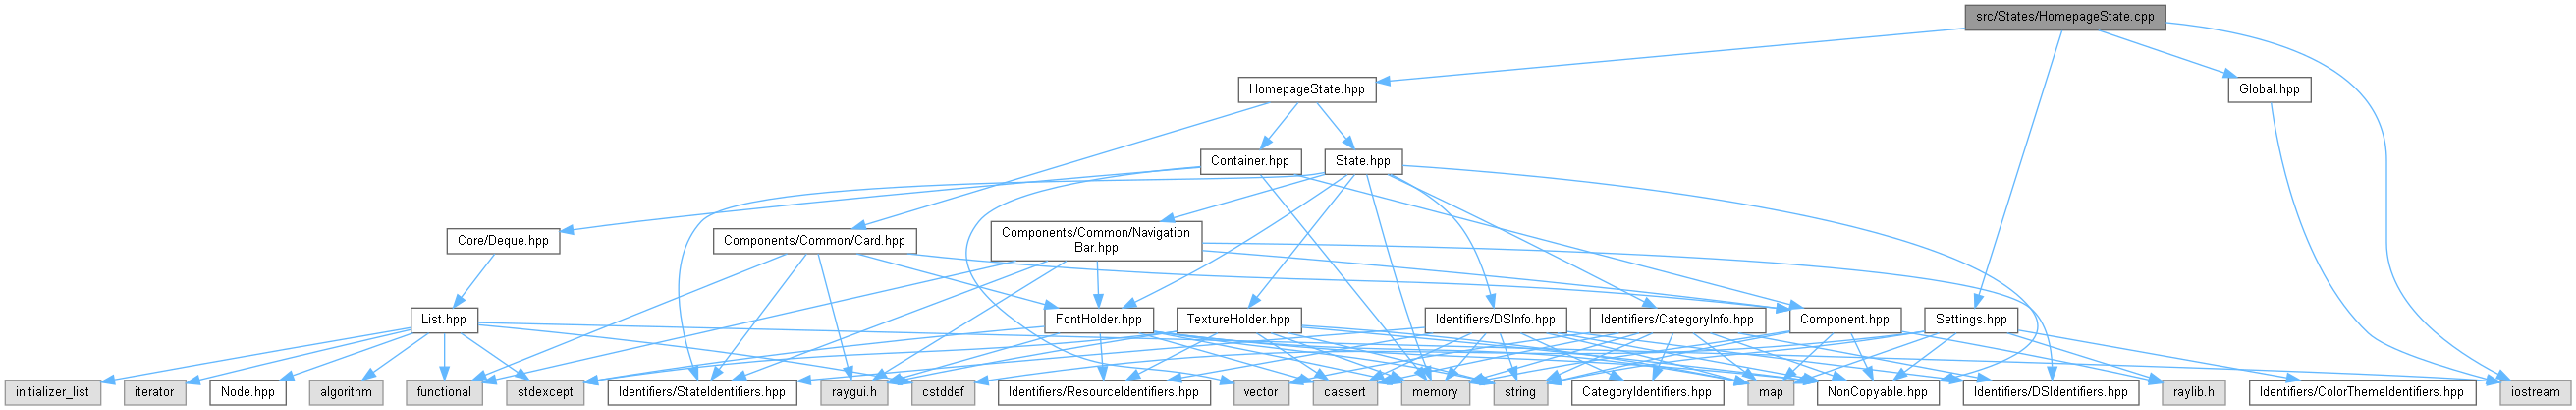 src/States/HomepageState.cpp
HomepageState.hpp
Global.hpp
Container.hpp
State.hpp
Core/Deque.hpp
Components/Common/Card.hpp
Components/Common/Navigation
Bar.hpp
List.hpp
FontHolder.hpp
TextureHolder.hpp
Identifiers/DSInfo.hpp
Identifiers/CategoryInfo.hpp
Component.hpp
Settings.hpp
initializer_list
iterator
Node.hpp
algorithm
functional
stdexcept
Identifiers/StateIdentifiers.hpp
raygui.h
cstddef
Identifiers/ResourceIdentifiers.hpp
vector
cassert
memory
string
CategoryIdentifiers.hpp
map
NonCopyable.hpp
Identifiers/DSIdentifiers.hpp
raylib.h
Identifiers/ColorThemeIdentifiers.hpp
iostream